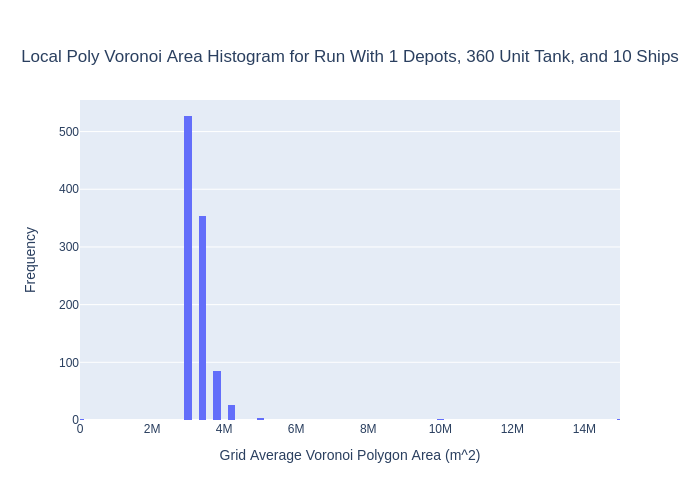 Local Poly Voronoi Area Histogram for Run With 1 Depots, 360 Unit Tank, and 10 Ships
500
400
300
200
100
0
0 2M 4M 6M 8M 10M 12M 14M
Frequency
Grid Average Voronoi Polygon Area (m^2)